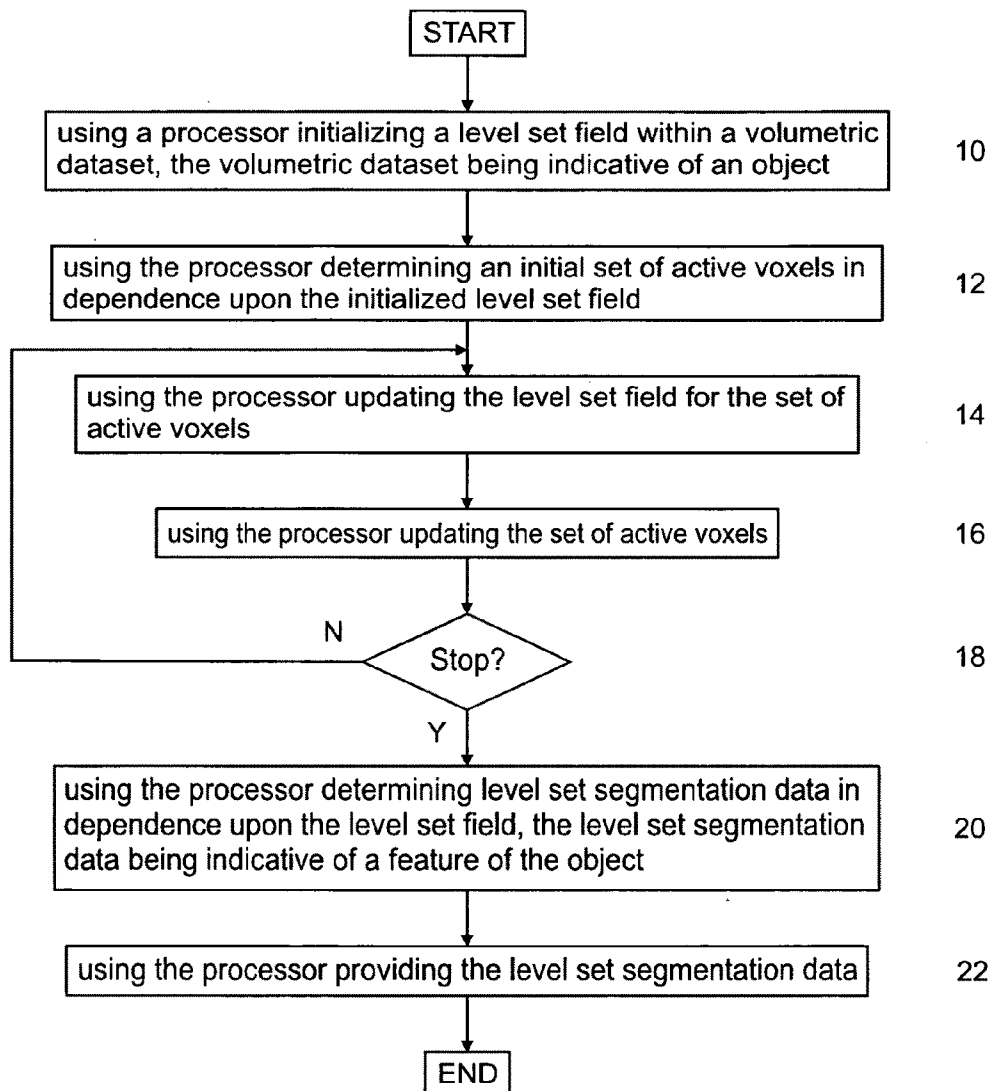 START
using a processor initializing a level set field within a volumetric
dataset, the volumetric dataset being indicative of an object
10
using the processor determining an initial set of active voxels in
dependence upon the initialized level set field
12
using the processor updating the level set field for the set of
active voxels
14
using the processor updating the set of active voxels
16
N
Stop?
18
Y
using the processor determining level set segmentation data in
dependence upon the level set field, the level set segmentation
data being indicative of a feature of the object
20
using the processor providing the level set segmentation data
22
END